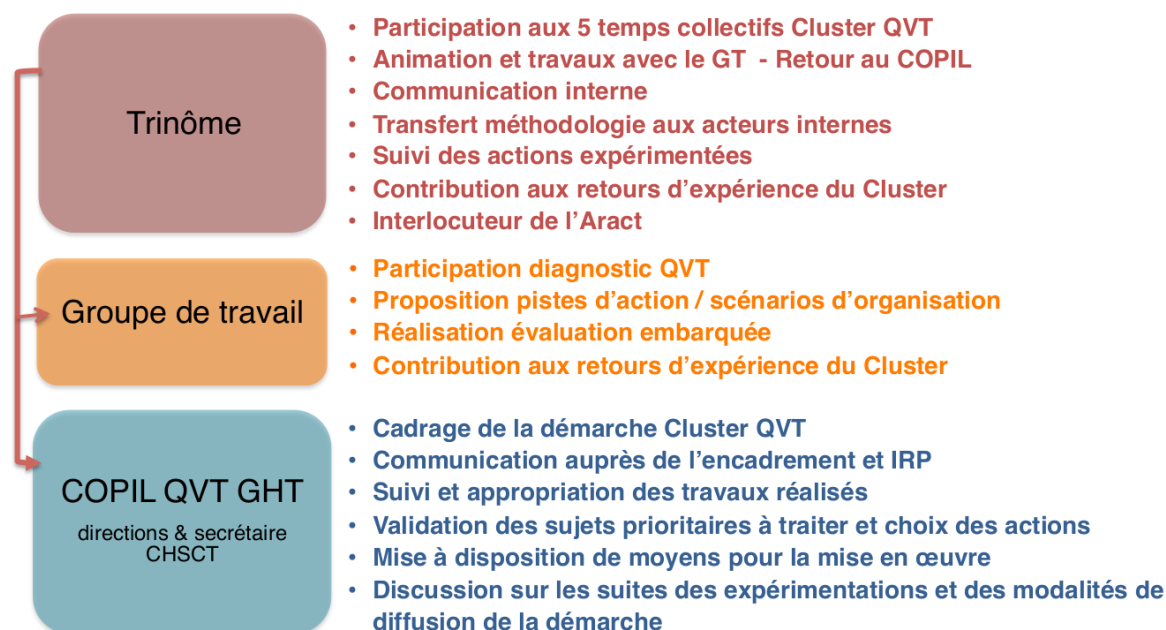 Trinôme
• Participation aux 5 temps collectifs Cluster QVT
• Animation et travaux avec le GT - Retour au COPIL
• Communication interne
• Transfert méthodologie aux acteurs internes
• Suivi des actions expérimentées
• Contribution aux retours d’expérience du Cluster
• Interlocuteur de l’Aract
Groupe de travail
• Participation diagnostic QVT
• Proposition pistes d’action / scénarios d’organisation
• Réalisation évaluation embarquée
• Contribution aux retours d’expérience du Cluster
COPIL QVT GHT
directions & secrétaire
CHSCT
• Cadrage de la démarche Cluster QVT
• Communication auprès de l’encadrement et IRP
• Suivi et appropriation des travaux réalisés
• Validation des sujets prioritaires à traiter et choix des actions
• Mise à disposition de moyens pour la mise en œuvre
• Discussion sur les suites des expérimentations et des modalités de
diffusion de la démarche